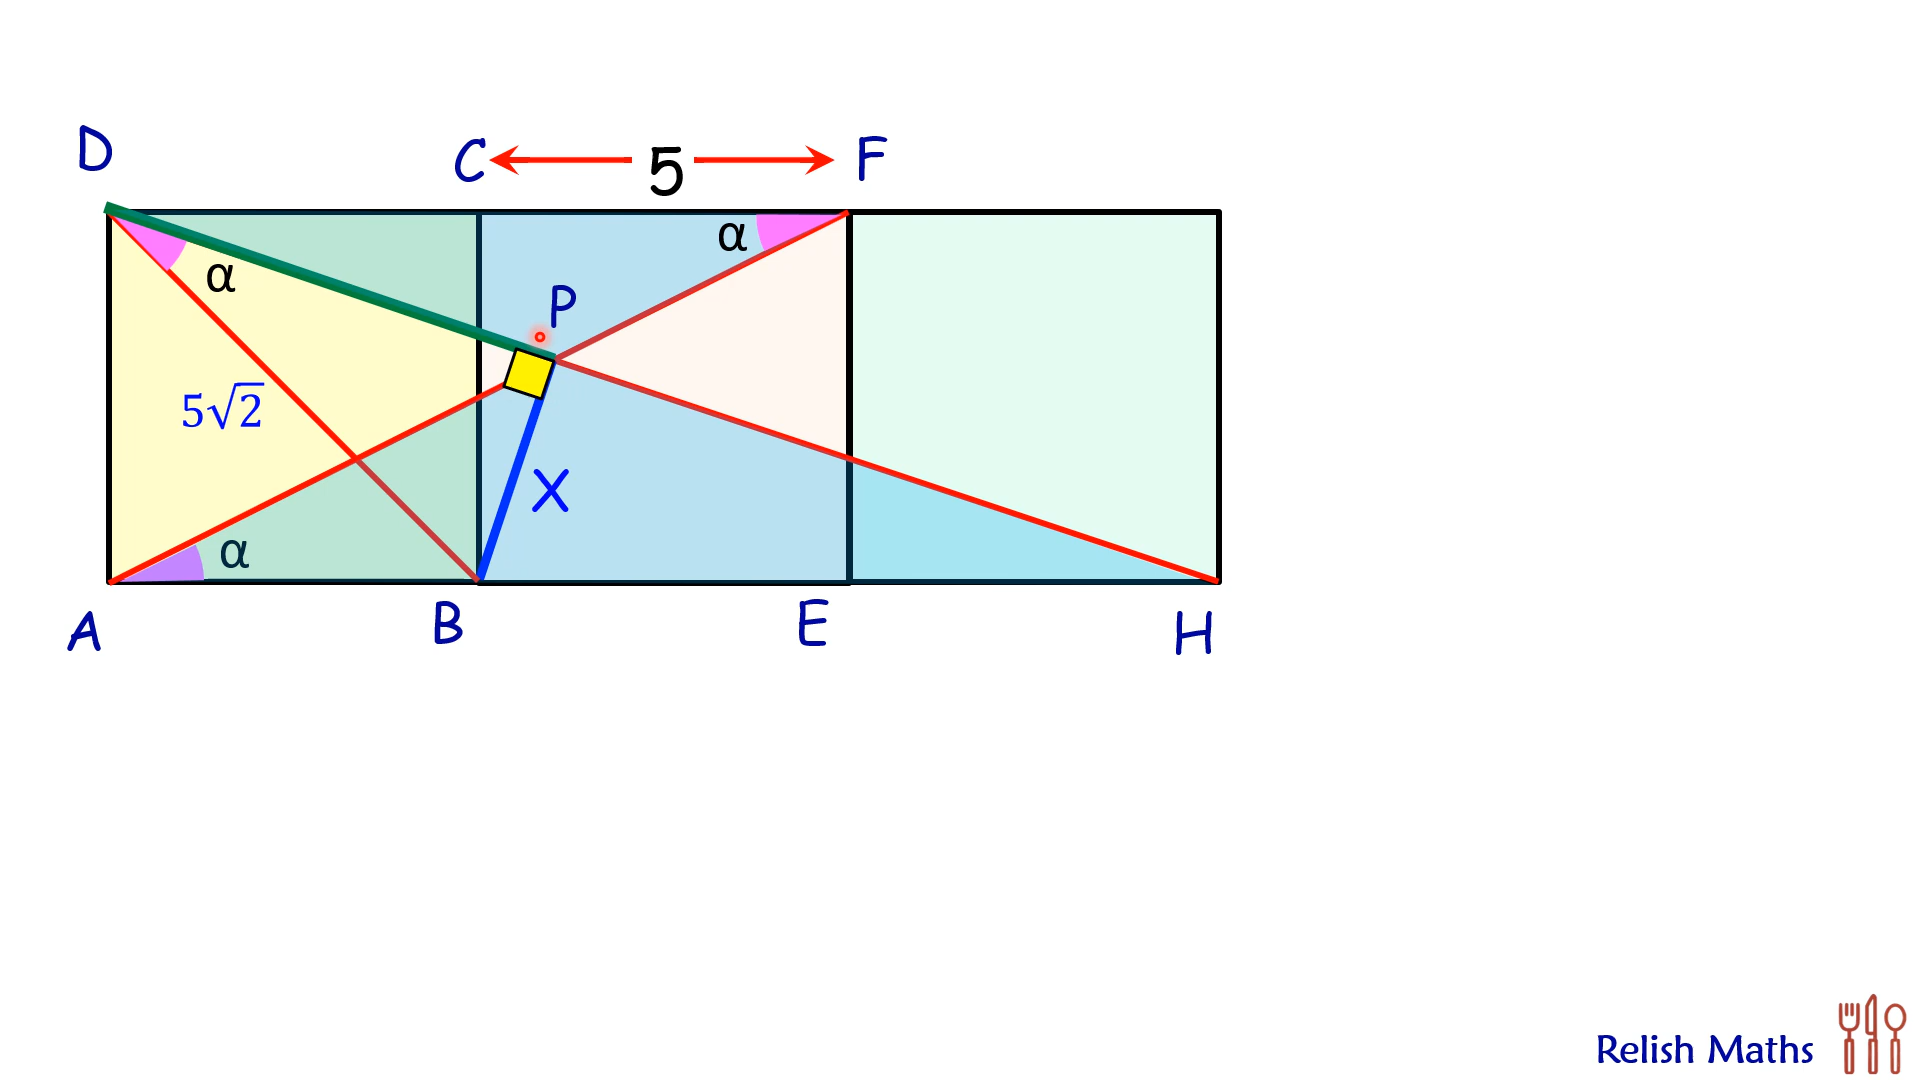 D
C 5 F
α
α
P
5√2
X
α
A B E H
Relish Maths